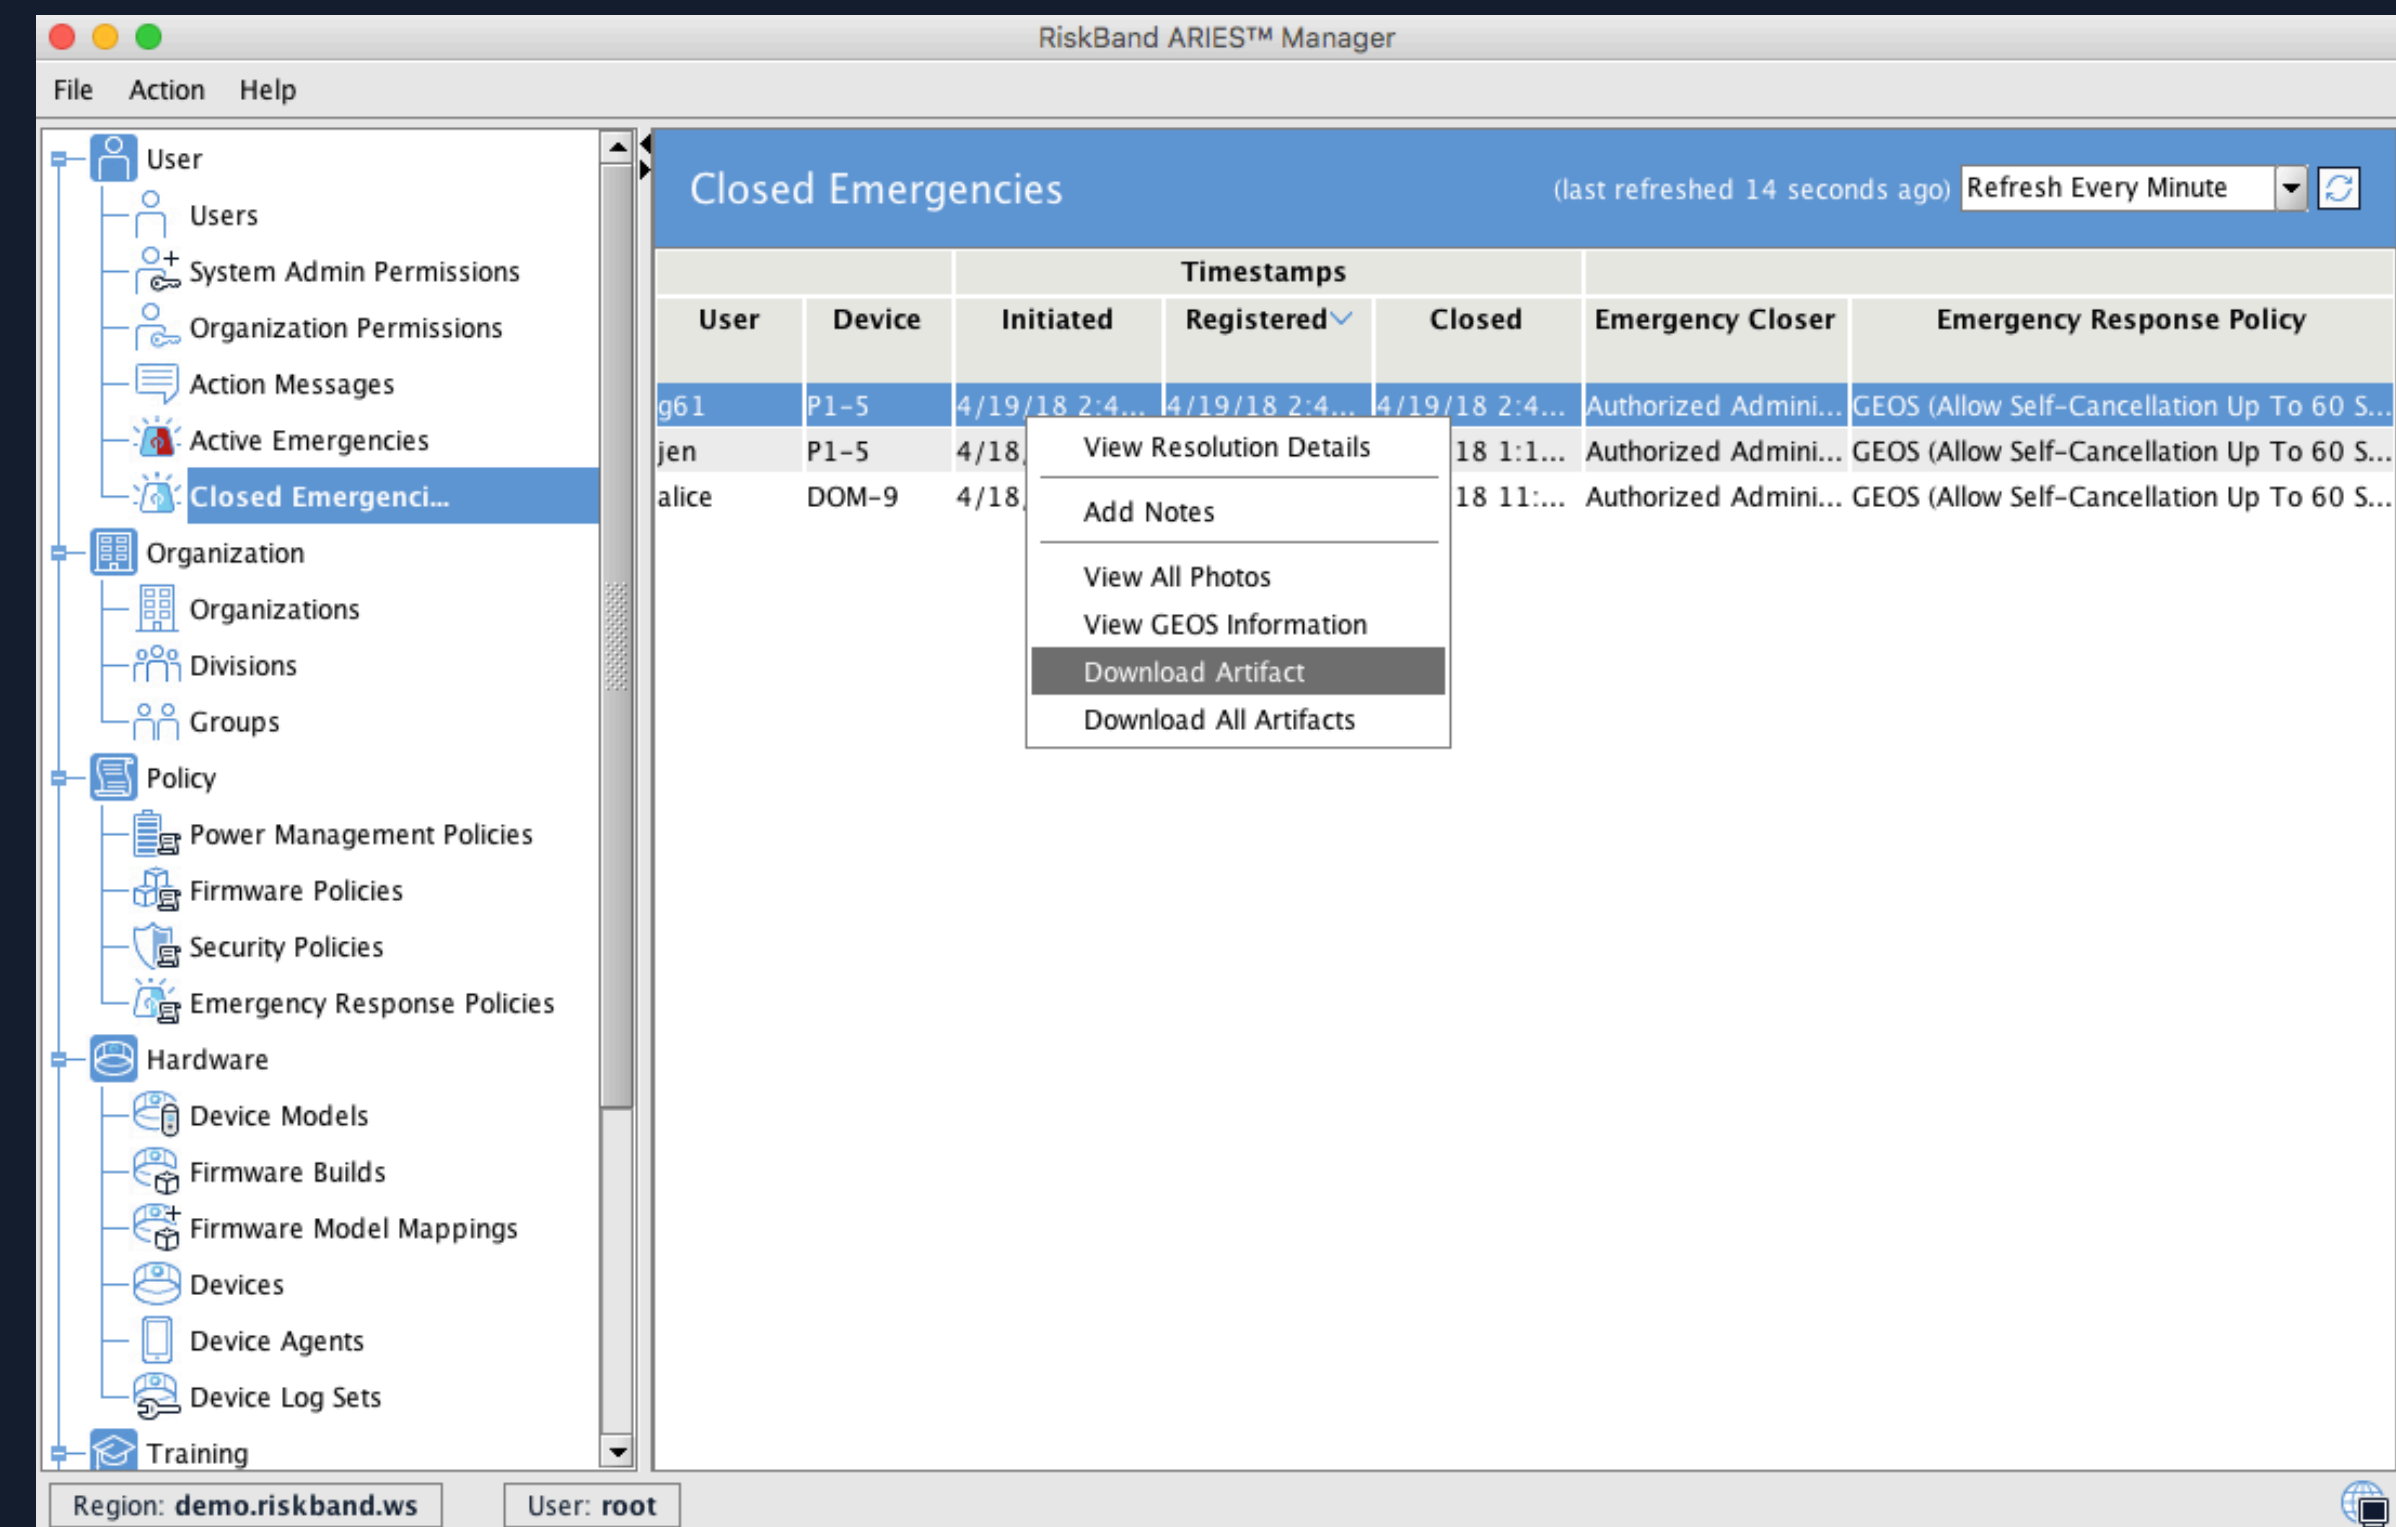 RiskBand ARIES™ Manager
File Action Help
User
Users
System Admin Permissions
Organization Permissions
Action Messages
Active Emergencies
Closed Emergenci...
Organization
Organizations
Divisions
Groups
Policy
Power Management Policies
Firmware Policies
Security Policies
Emergency Response Policies
Hardware
Device Models
Firmware Builds
Firmware Model Mappings
Devices
Device Agents
Device Log Sets
Training
Closed Emergencies (last refreshed 14 seconds ago) Refresh Every Minute
Timestamps
User Device Initiated Registered Closed Emergency Closer Emergency Response Policy
g61 P1-5 4/19/18 2:4... 4/19/18 2:4... 4/19/18 2:4... Authorized Admini... GEOS (Allow Self-Cancellation Up To 60 S...
jen P1-5 4/18 18 1:1... Authorized Admini... GEOS (Allow Self-Cancellation Up To 60 S...
alice DOM-9 4/18 18 11:... Authorized Admini... GEOS (Allow Self-Cancellation Up To 60 S...
View Resolution Details
Add Notes
View All Photos
View GEOS Information
Download Artifact
Download All Artifacts
Region: demo.riskband.ws User: root